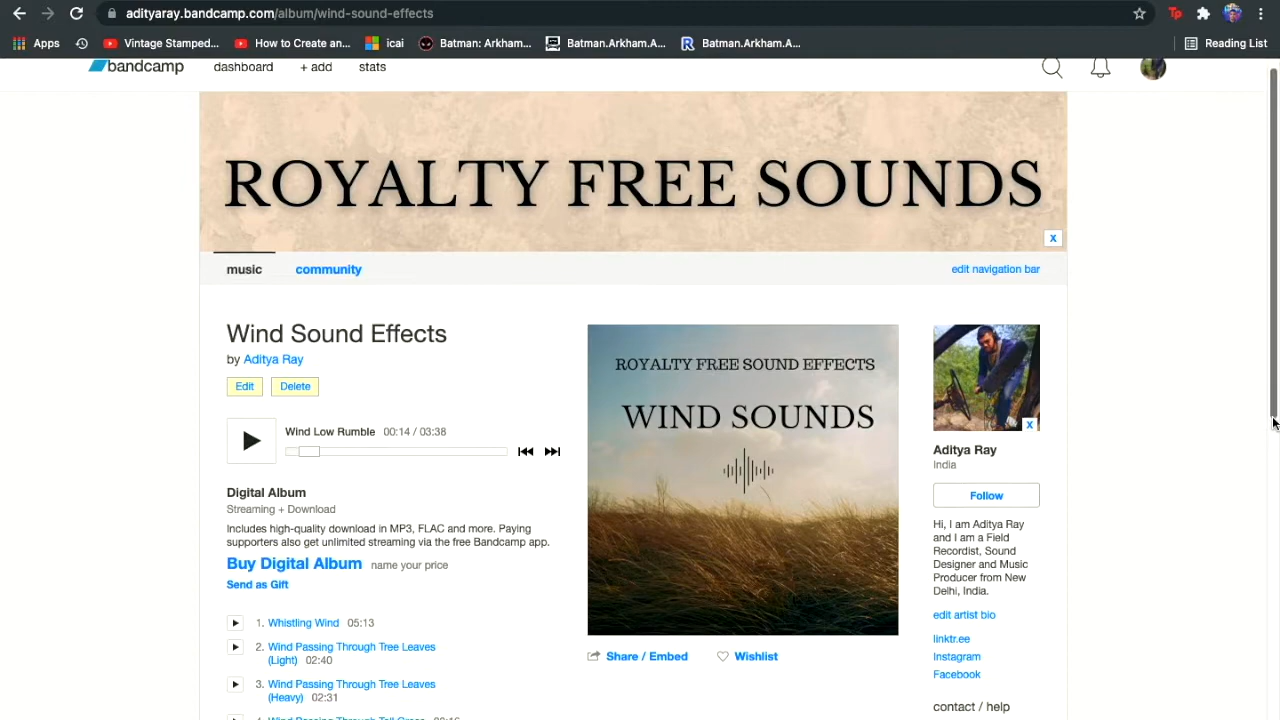 adityaray.bandcamp.com/album/wind-sound-effects
Apps
Vintage Stamped...
How to Create an...
icai
Batman: Arkham...
Batman.Arkham.A...
Batman.Arkham.A...
Reading List
bandcamp
dashboard
+ add
stats
ROYALTY FREE SOUNDS
X
music
community
edit navigation bar
Wind Sound Effects
by Aditya Ray
Edit
Delete
Wind Low Rumble 00:14 / 03:38
Digital Album
Streaming + Download
Includes high-quality download in MP3, FLAC and more. Paying
supporters also get unlimited streaming via the free Bandcamp app.
Buy Digital Album name your price
Send as Gift
1. Whistling Wind 05:13
2. Wind Passing Through Tree Leaves
(Light) 02:40
3. Wind Passing Through Tree Leaves
(Heavy) 02:31
ROYALTY FREE SOUND EFFECTS
WIND SOUNDS
Share / Embed
Wishlist
X
Aditya Ray
India
Follow
Hi, I am Aditya Ray
and I am a Field
Recordist, Sound
Designer and Music
Producer from New
Delhi, India.
edit artist bio
linktr.ee
Instagram
Facebook
contact / help